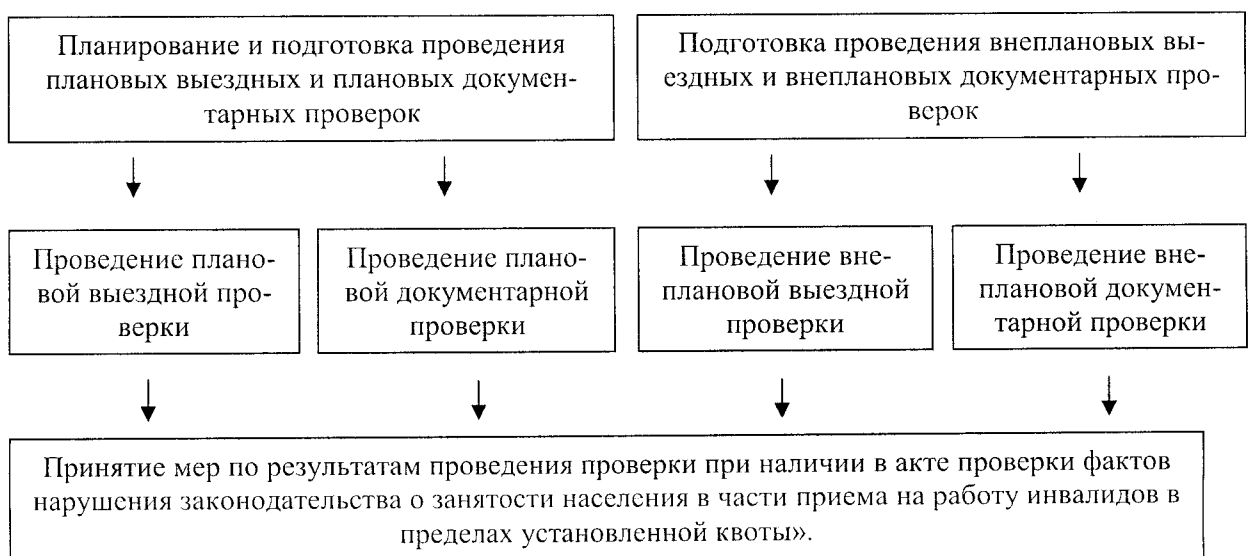 Планирование и подготовка проведения
плановых выездных и плановых докумен-
тарных проверок
Подготовка проведения внеплановых вы-
ездных и внеплановых документарных про-
верок
Проведение плано-
вой выездной про-
верки
Проведение плано-
вой документарной
проверки
Проведение вне-
плановой выездной
проверки
Проведение вне-
плановой докумен-
тарной проверки
Принятие мер по результатам проведения проверки при наличии в акте проверки фактов
нарушения законодательства о занятости населения в части приема на работу инвалидов в
пределах установленной квоты».